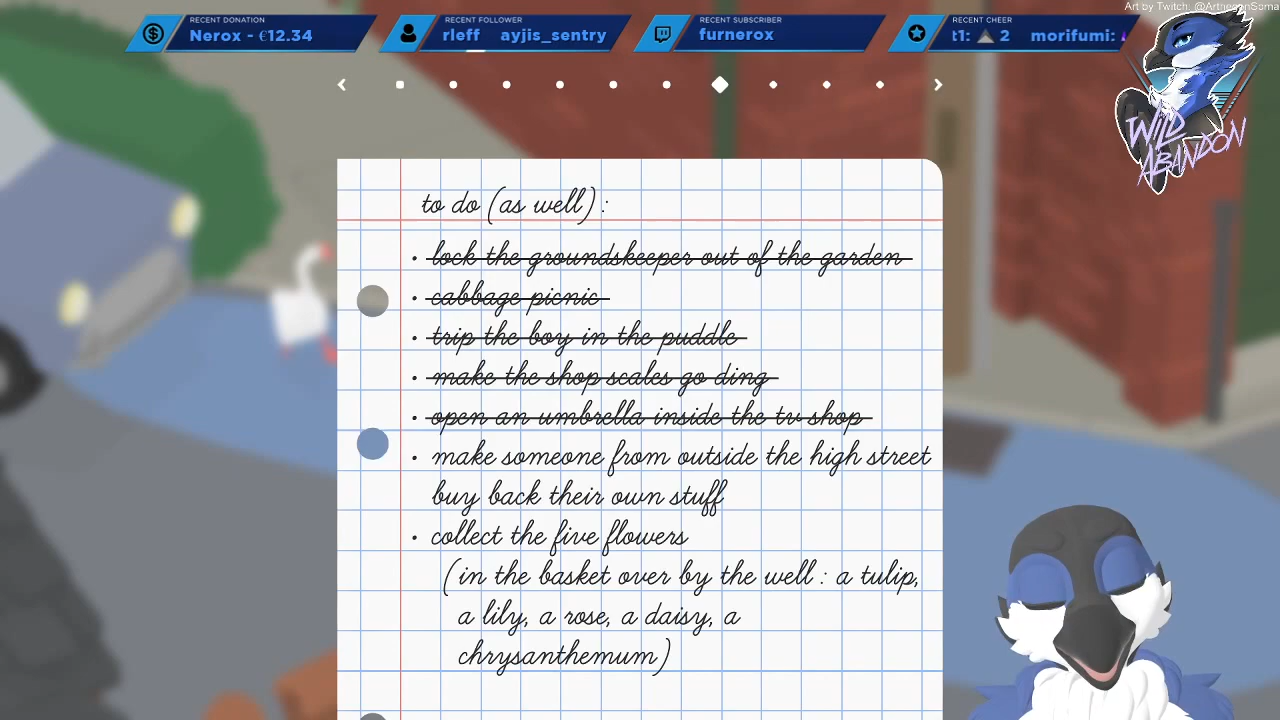 Art by Twitch: @ArthegonSoma
RECENT DONATION
Nerox - €12.34
RECENT FOLLOWER
rleff ayjis_sentry
RECENT SUBSCRIBER
furnerox
RECENT CHEER
t1: 2 morifumi:
WILD
ABANDON
to do (as well) :
• lock the groundskeeper out of the garden
• cabbage picnic
• trip the boy in the puddle
• make the shop scales go ding
• open an umbrella inside the tv shop
• make someone from outside the high street
buy back their own stuff
• collect the five flowers
(in the basket over by the well : a tulip,
a lily, a rose, a daisy, a
chrysanthemum)